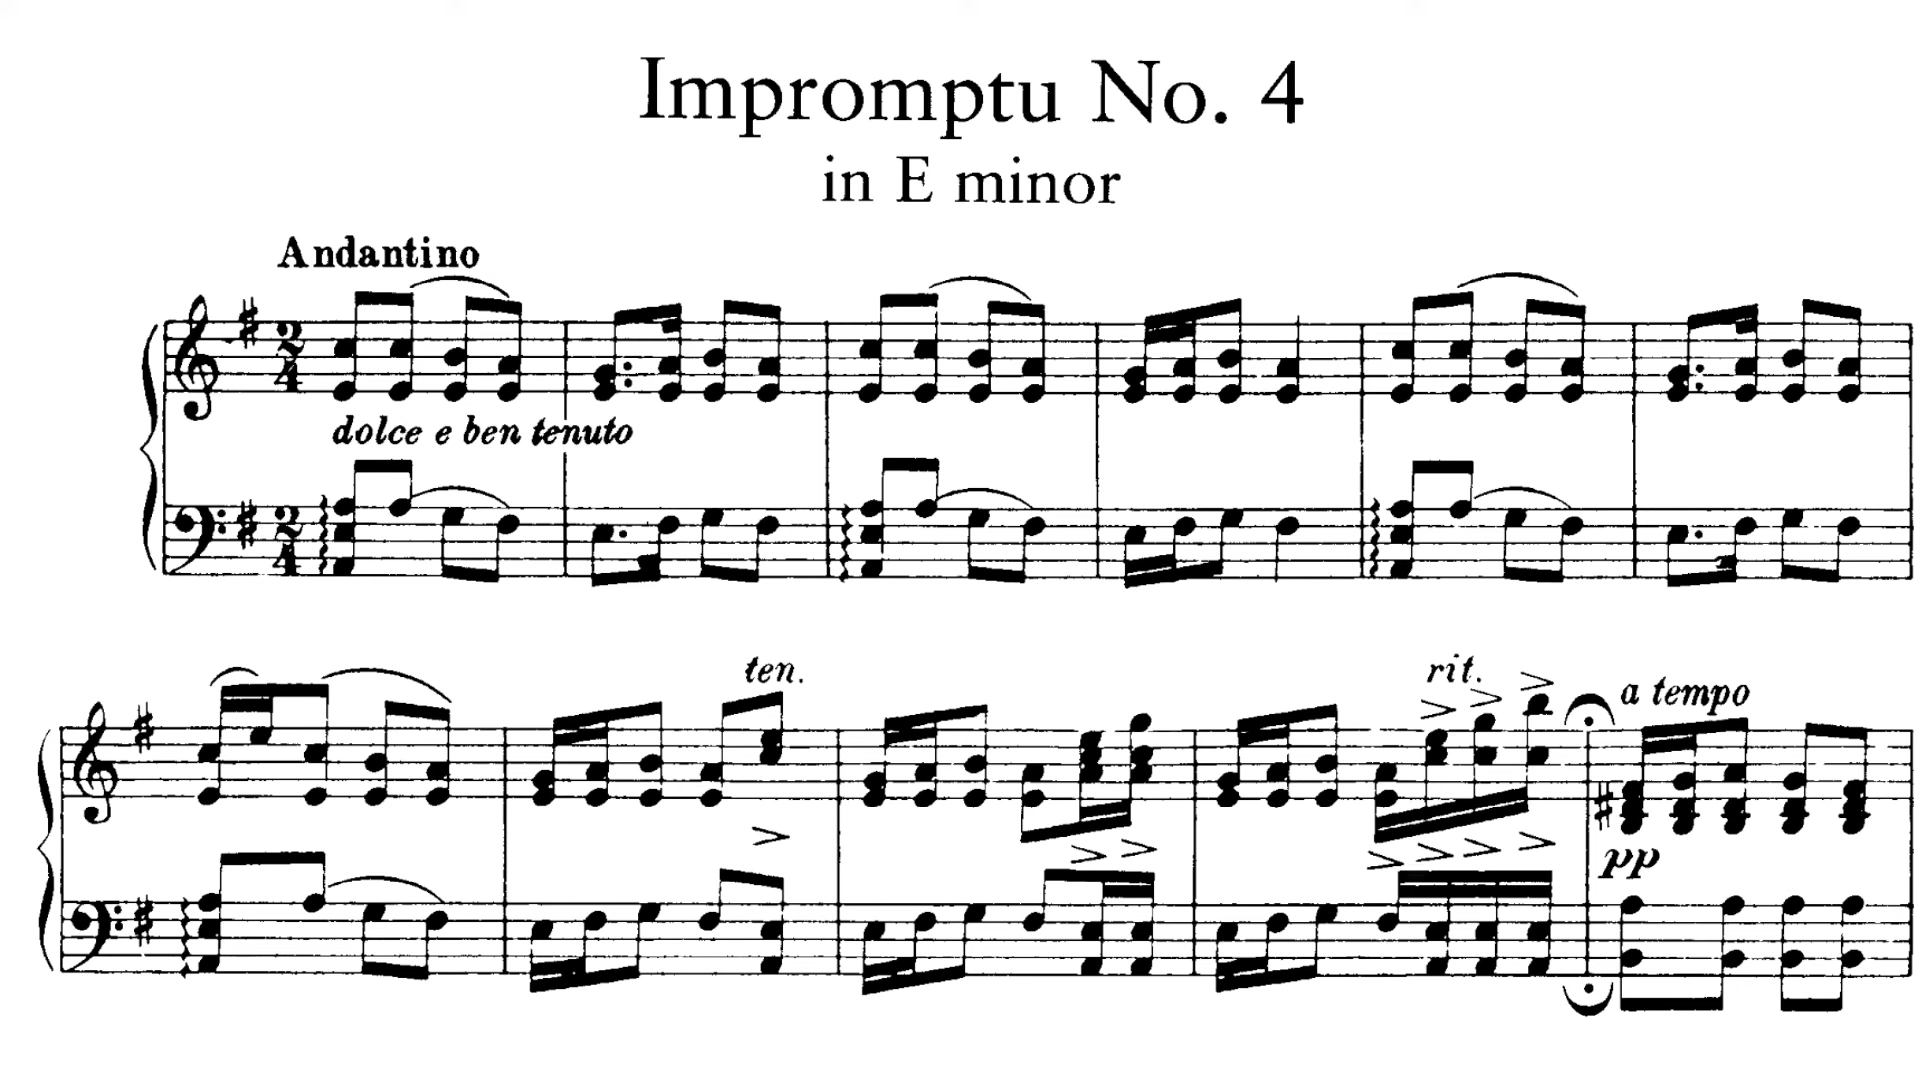 Impromptu No. 4
in E minor
Andantino
dolce e ben tenuto
ten.
rit.
a tempo
pp